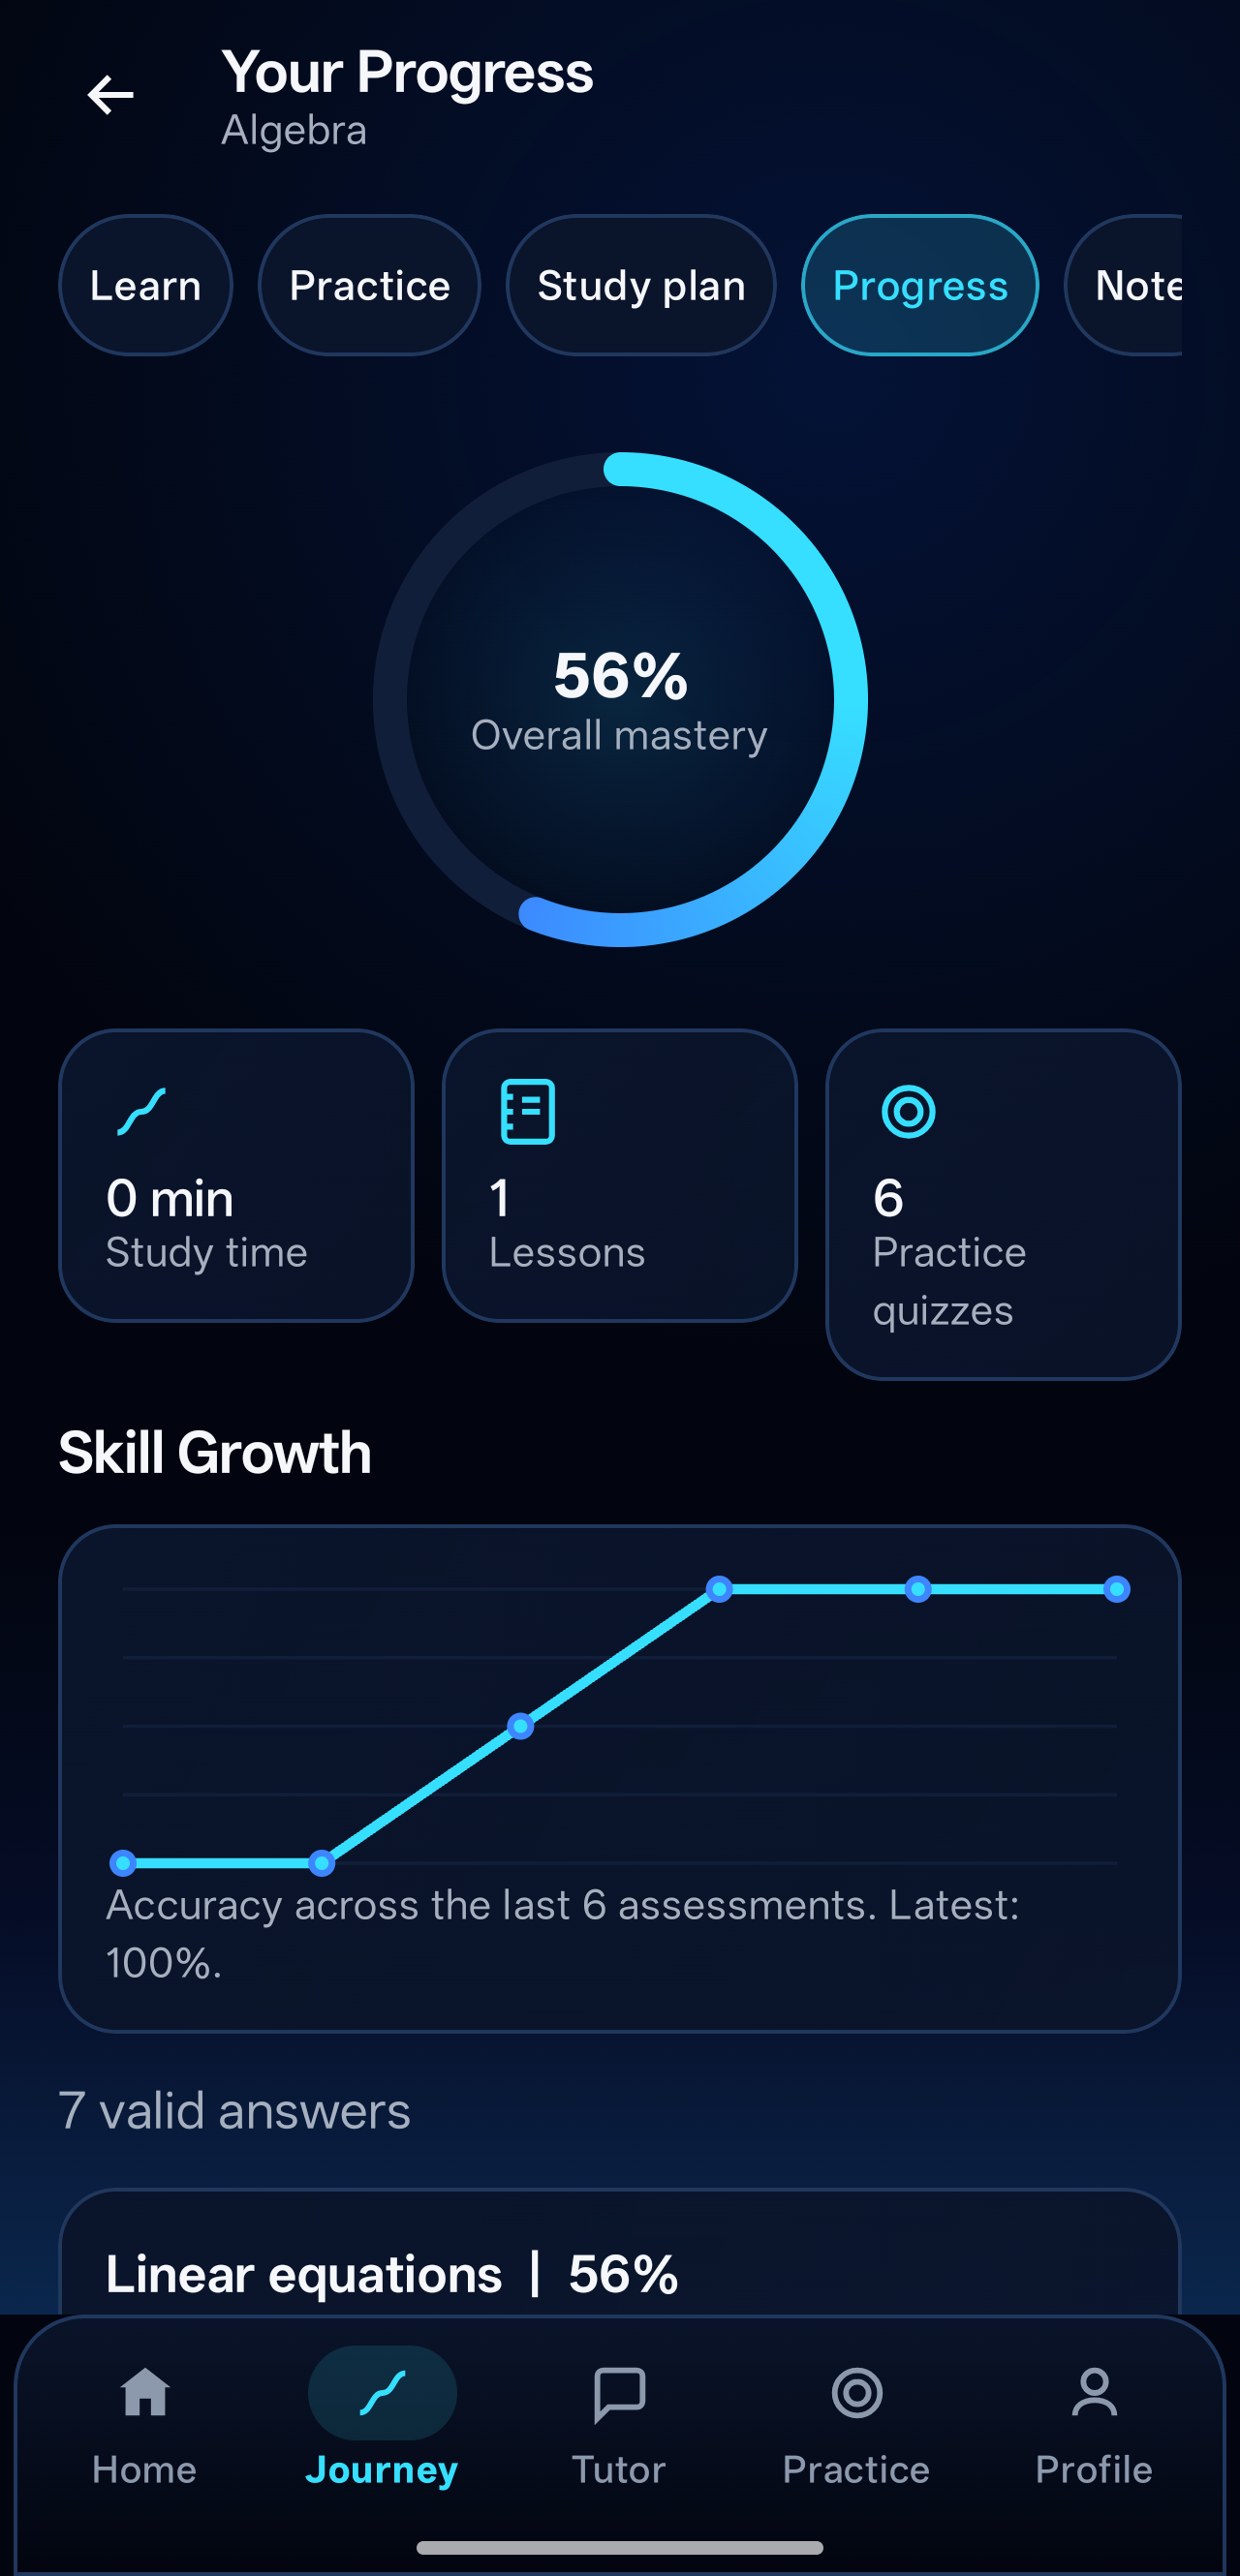 Your Progress
Algebra
Learn
Practice
Study plan
Progress
Note
56%
Overall mastery
0 min
Study time
1
Lessons
6
Practice
quizzes
Skill Growth
Accuracy across the last 6 assessments. Latest:
100%.
7 valid answers
Linear equations | 56%
Home
Journey
Tutor
Practice
Profile